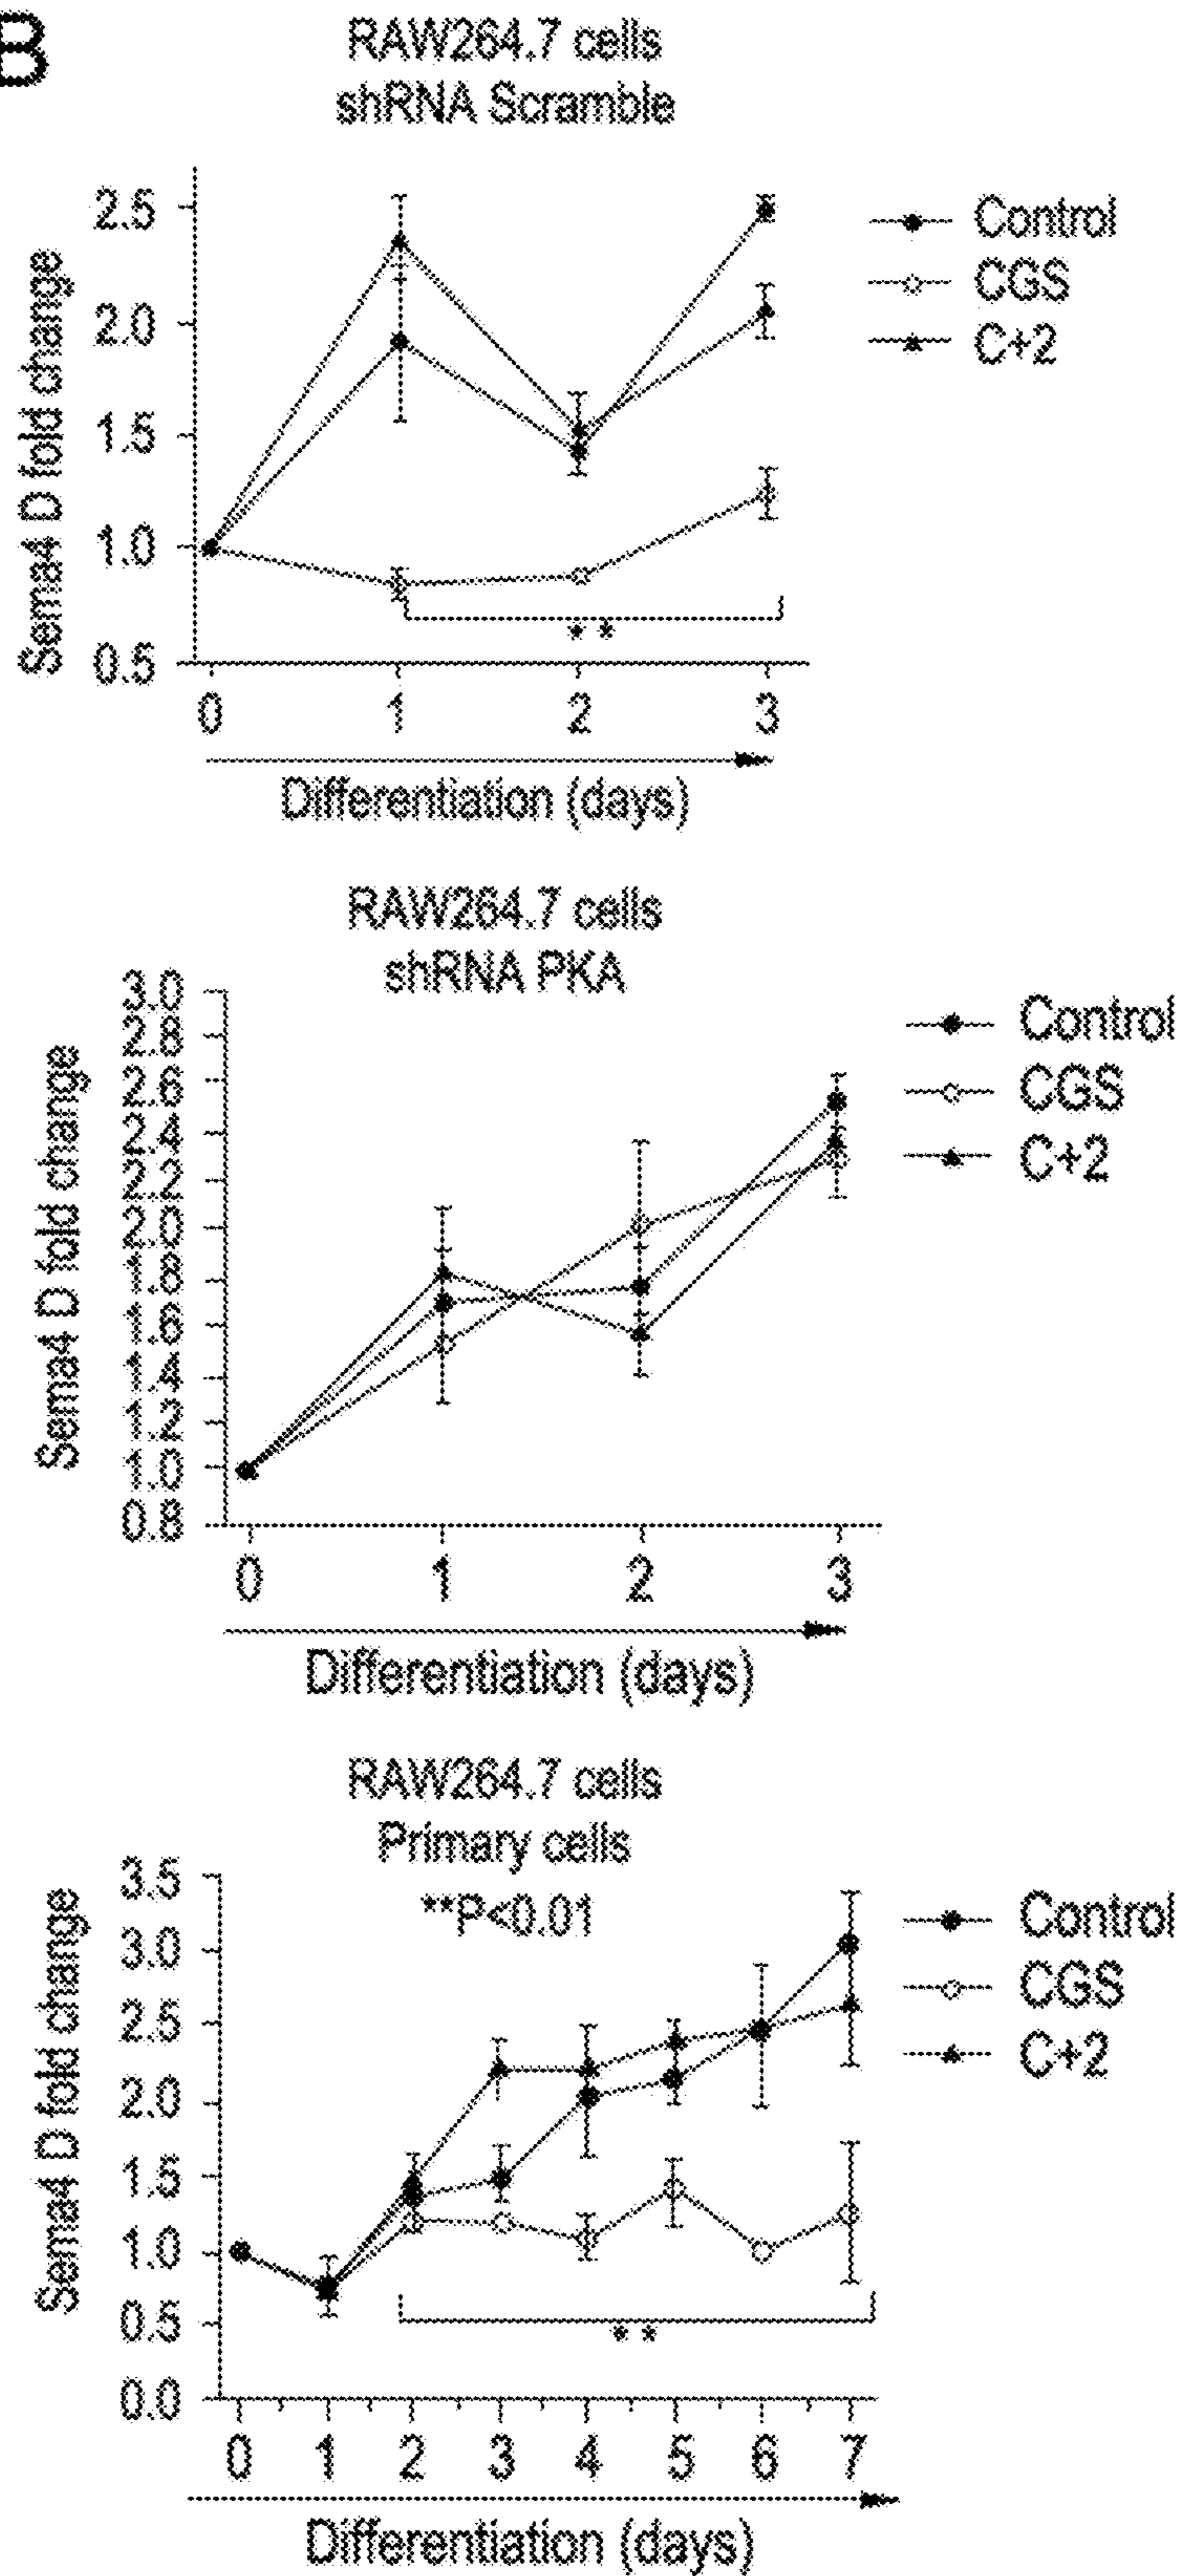 B
RAW264.7 cells
shRNA Scramble
Sema4 D fold change
2.5
2.0
1.5
1.0
0.5
Control
CGS
C+2
**
0 1 2 3
Differentiation (days)
RAW264.7 cells
shRNA PKA
Sema4 D fold change
3.0
2.8
2.6
2.4
2.2
2.0
1.8
1.6
1.4
1.2
1.0
0.8
Control
CGS
C+2
0 1 2 3
Differentiation (days)
RAW264.7 cells
Primary cells
**P<0.01
Sema4 D fold change
3.5
3.0
2.5
2.0
1.5
1.0
0.5
0.0
Control
CGS
C+2
**
0 1 2 3 4 5 6 7
Differentiation (days)